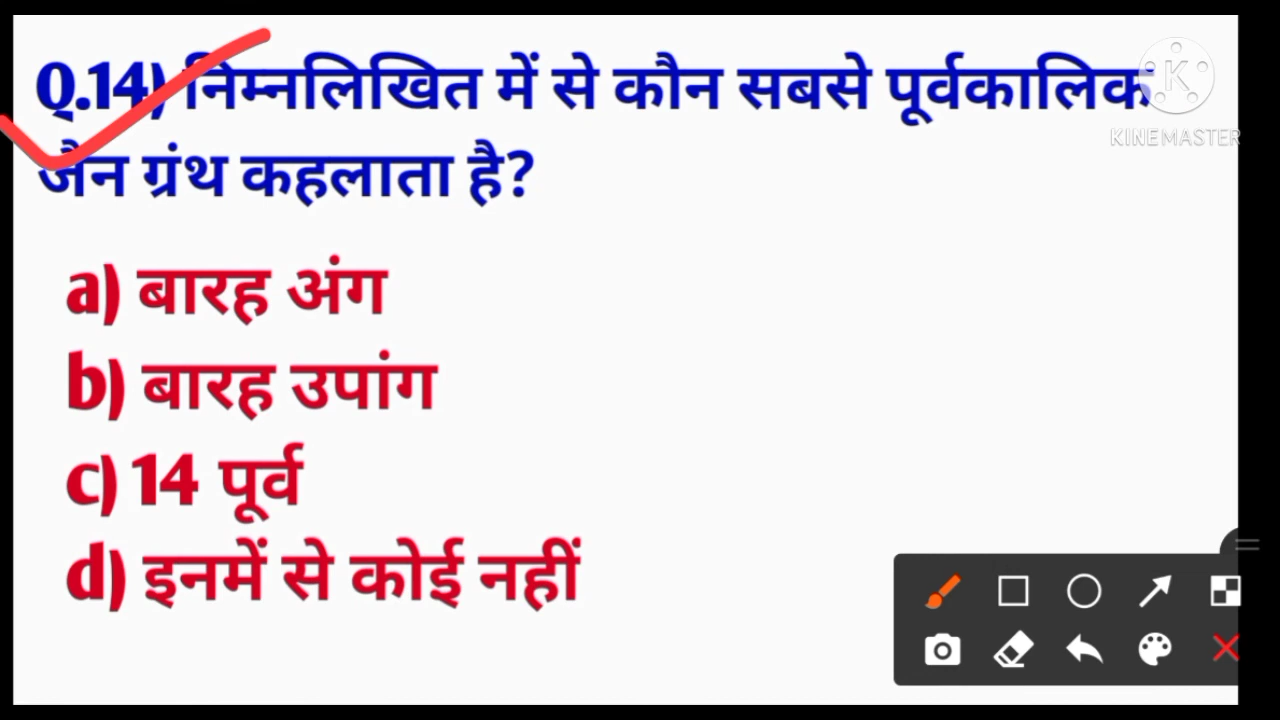 Q.14) निम्नलिखित में से कौन सबसे पूर्वकालिक
KINEMASTER
जैन ग्रंथ कहलाता है?
a) बारह अंग
b) बारह उपांग
c) 14 पूर्व
d) इनमें से कोई नहीं